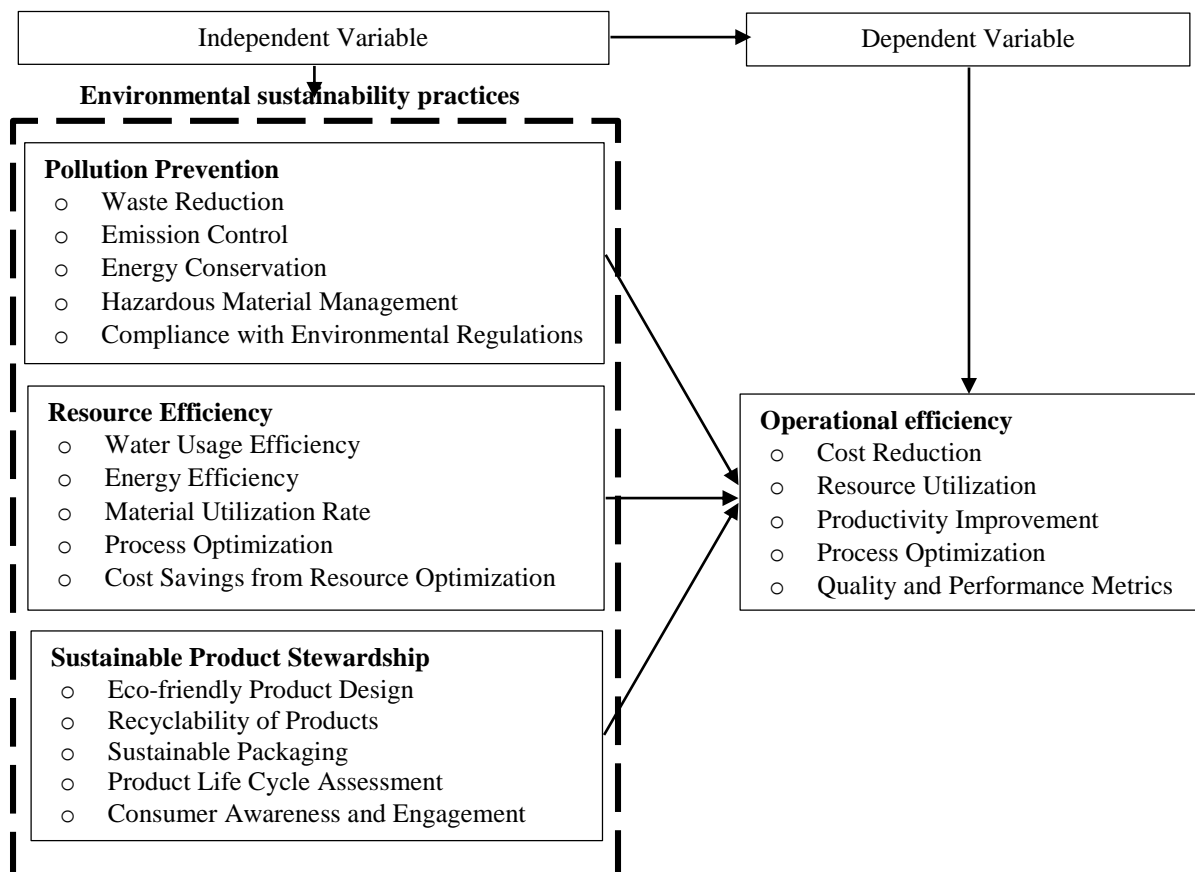 Independent Variable
Dependent Variable
Environmental sustainability practices
Pollution Prevention
o Waste Reduction
o Emission Control
o Energy Conservation
o Hazardous Material Management
o Compliance with Environmental Regulations
Resource Efficiency
o Water Usage Efficiency
o Energy Efficiency
o Material Utilization Rate
o Process Optimization
o Cost Savings from Resource Optimization
Operational efficiency
o Cost Reduction
o Resource Utilization
o Productivity Improvement
o Process Optimization
o Quality and Performance Metrics
Sustainable Product Stewardship
o Eco-friendly Product Design
o Recyclability of Products
o Sustainable Packaging
o Product Life Cycle Assessment
o Consumer Awareness and Engagement